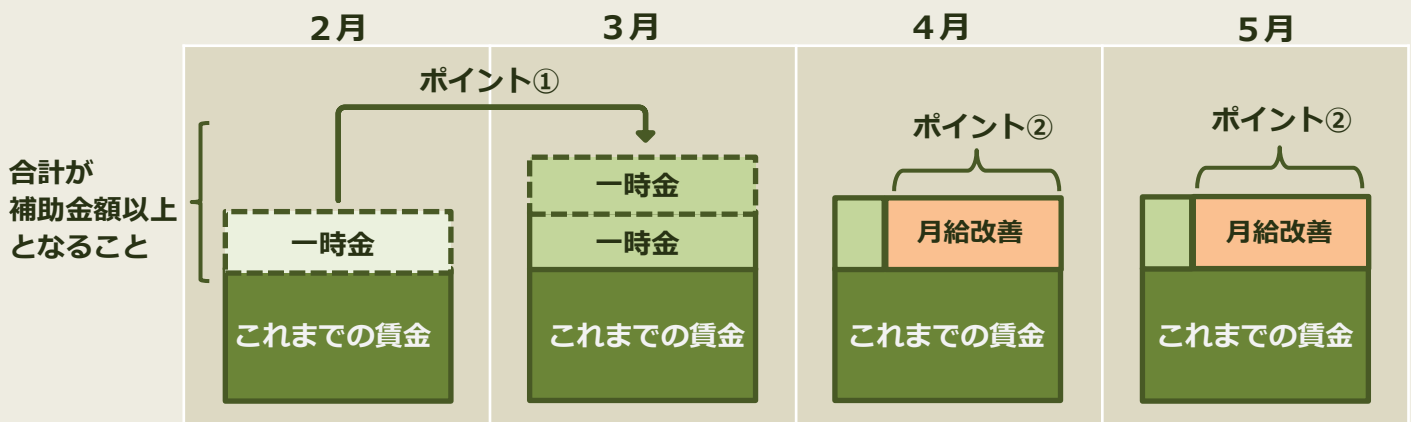 2月
3月
4月
5月
ポイント①
ポイント②
ポイント②
合計が
補助金額以上
となること
一時金
一時金
一時金
月給改善
月給改善
これまでの賃金
これまでの賃金
これまでの賃金
これまでの賃金